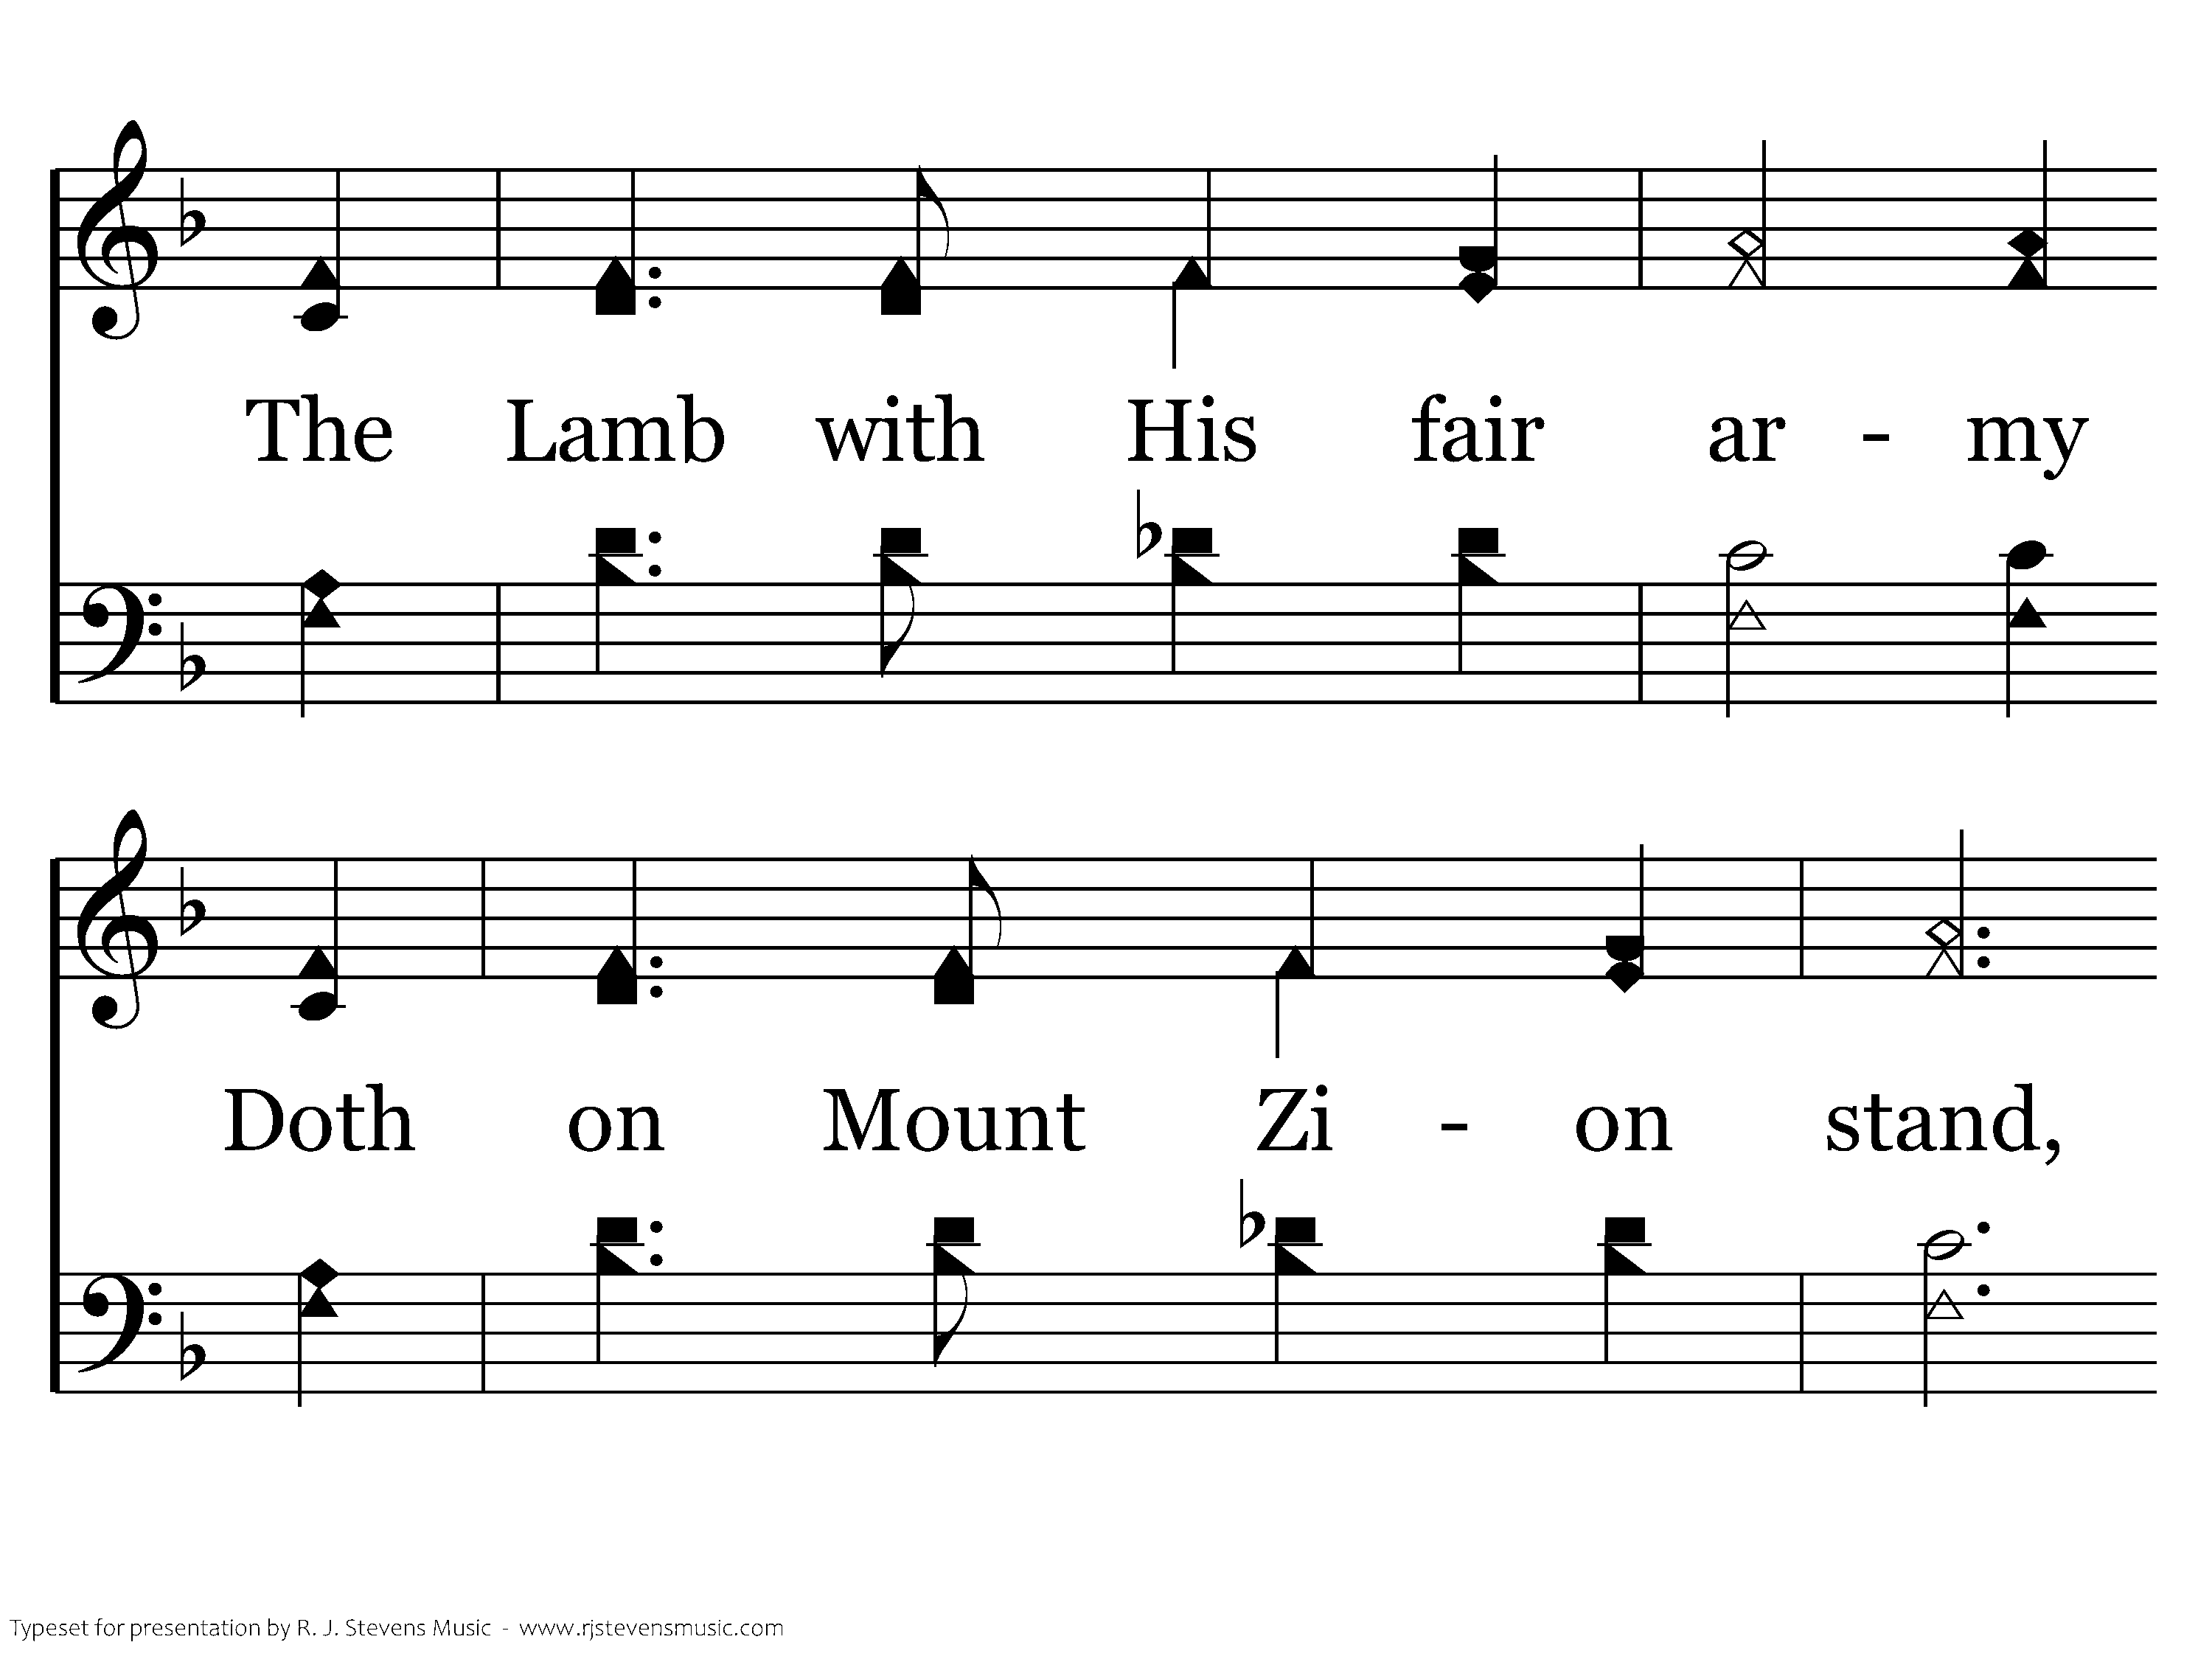 The Lamb with His fair ar - my
Doth on Mount Zi - on stand,
Typeset for presentation by R. J. Stevens Music - www.rjstevensmusic.com